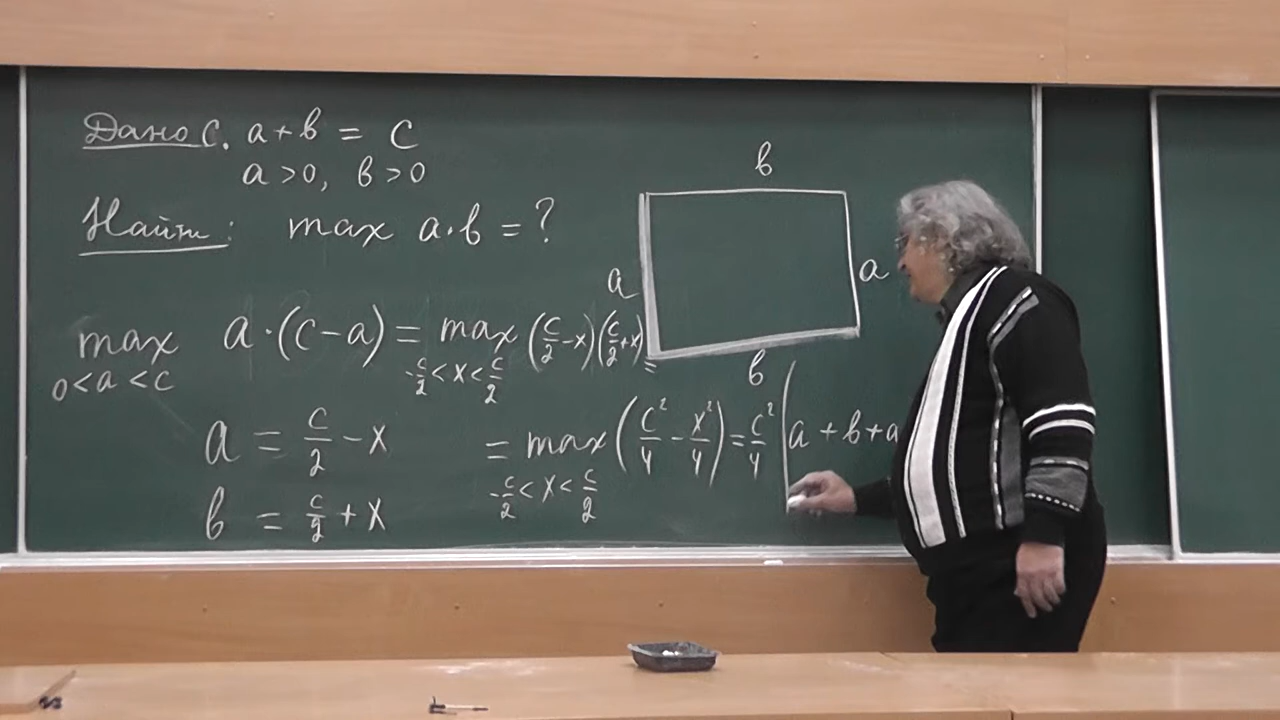 Дано C. a + b = C
a > 0, b > 0
Найти: max a·b = ?
b
a
a
b
max a·(c−a) = max (c/2 − x)(c/2 + x) =
0 < a < c
−c/2 < x < c/2
a = c/2 − x
= max (c²/4 − x²/4) = c²/4
a + b + a
−c/2 < x < c/2
b = c/2 + x